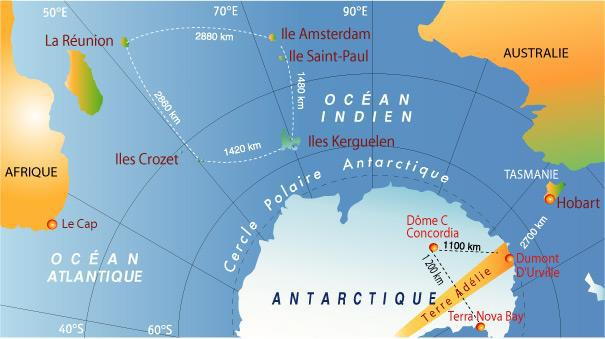 50°E
70°E
90°E
La Réunion
2880 km
Ile Amsterdam
Ile Saint-Paul
AUSTRALIE
2860 km
1480 km
OCÉAN
INDIEN
1420 km
Iles Kerguelen
Iles Crozet
AFRIQUE
Cercle Polaire Antarctique
TASMANIE
Hobart
Le Cap
2700 km
Dôme C
Concordia
1100 km
Dumont
D'Urville
OCÉAN
ATLANTIQUE
1 200 km
Terre Adélie
ANTARCTIQUE
Terra Nova Bay
40°S
60°S